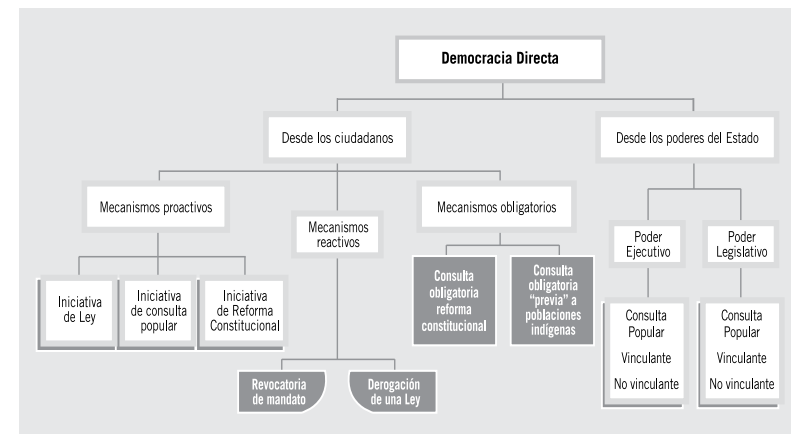 Democracia Directa
Desde los ciudadanos
Desde los poderes del Estado
Mecanismos proactivos
Mecanismos
reactivos
Mecanismos obligatorios
Poder
Ejecutivo
Poder
Legislativo
Iniciativa
de Ley
Iniciativa
de consulta
popular
Iniciativa
de Reforma
Constitucional
Consulta
obligatoria
reforma
constitucional
Consulta
obligatoria
“previa” a
poblaciones
indígenas
Consulta
Popular
Vinculante
No vinculante
Consulta
Popular
Vinculante
No vinculante
Revocatoria
de mandato
Derogación
de una Ley